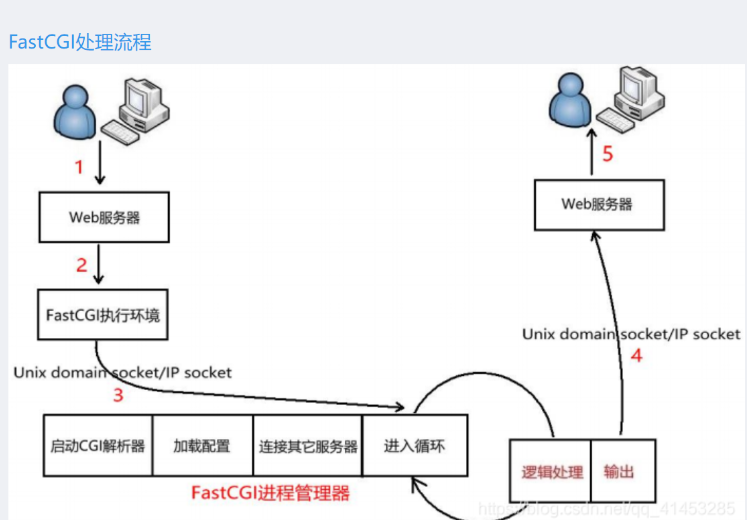 FastCGI处理流程
1
5
Web服务器
Web服务器
2
FastCGI执行环境
Unix domain socket/IP socket
4
Unix domain socket/IP socket
3
启动CGI解析器
加载配置
连接其它服务器
进入循环
逻辑处理
输出
FastCGI进程管理器
https://blog.csdn.net/qq_41453285